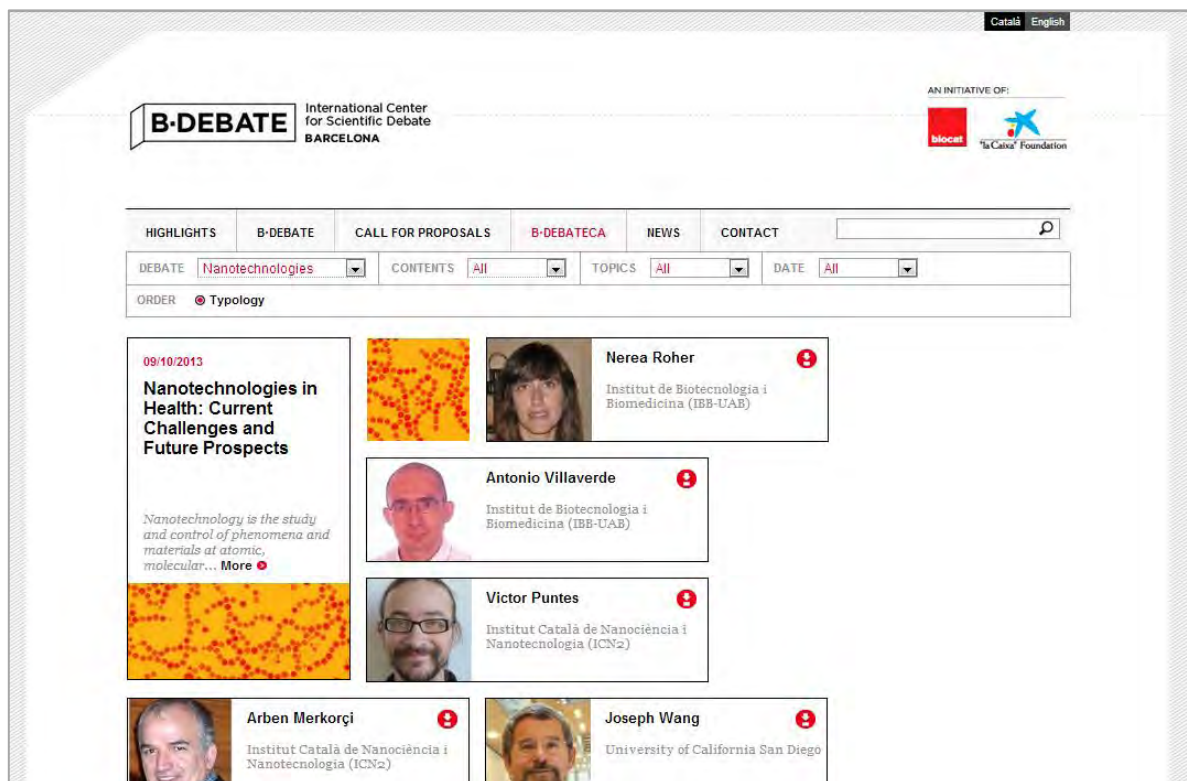 Català English
AN INITIATIVE OF:
B·DEBATE
International Center
for Scientific Debate
BARCELONA
biocat
"la Caixa" Foundation
HIGHLIGHTS B·DEBATE CALL FOR PROPOSALS B·DEBATECA NEWS CONTACT
DEBATE Nanotechnologies CONTENTS All TOPICS All DATE All
ORDER Typology
09/10/2013
Nanotechnologies in
Health: Current
Challenges and
Future Prospects
Nanotechnology is the study
and control of phenomena and
materials at atomic,
molecular... More
Nerea Roher
Institut de Biotecnologia i
Biomedicina (IBB-UAB)
Antonio Villaverde
Institut de Biotecnologia i
Biomedicina (IBB-UAB)
Victor Puntes
Institut Català de Nanociència i
Nanotecnologia (ICN2)
Arben Merkorçi
Institut Català de Nanociència i
Nanotecnologia (ICN2)
Joseph Wang
University of California San Diego